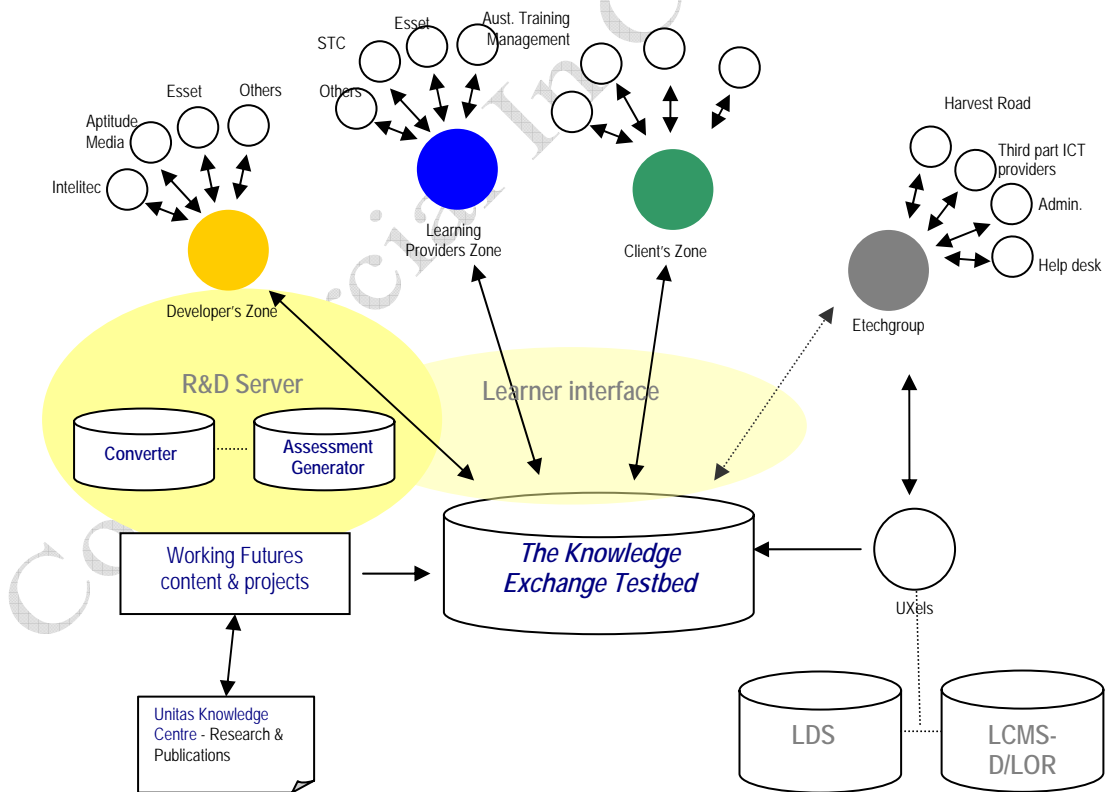 Esset
Aust. Training
Management
STC
Others
Esset
Others
Aptitude
Media
Intelitec
Harvest Road
Third part ICT
providers
Admin.
Help desk
Learning
Providers Zone
Client's Zone
Developer's Zone
Etechgroup
R&D Server
Learner interface
Converter
Assessment
Generator
Working Futures
content & projects
The Knowledge
Exchange Testbed
UXels
Unitas Knowledge
Centre - Research &
Publications
LDS
LCMS-
D/LOR